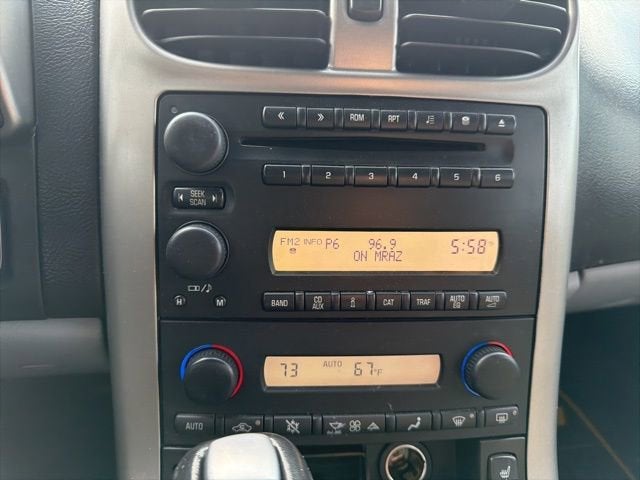 RDM RPT
1 2 3 4 5 6
SEEK
SCAN
FM2 INFO P6 96.9 5:58
ON MRAZ
H M
BAND CD AUX CAT TRAF AUTO EQ AUTO
73 AUTO 67°F
AUTO